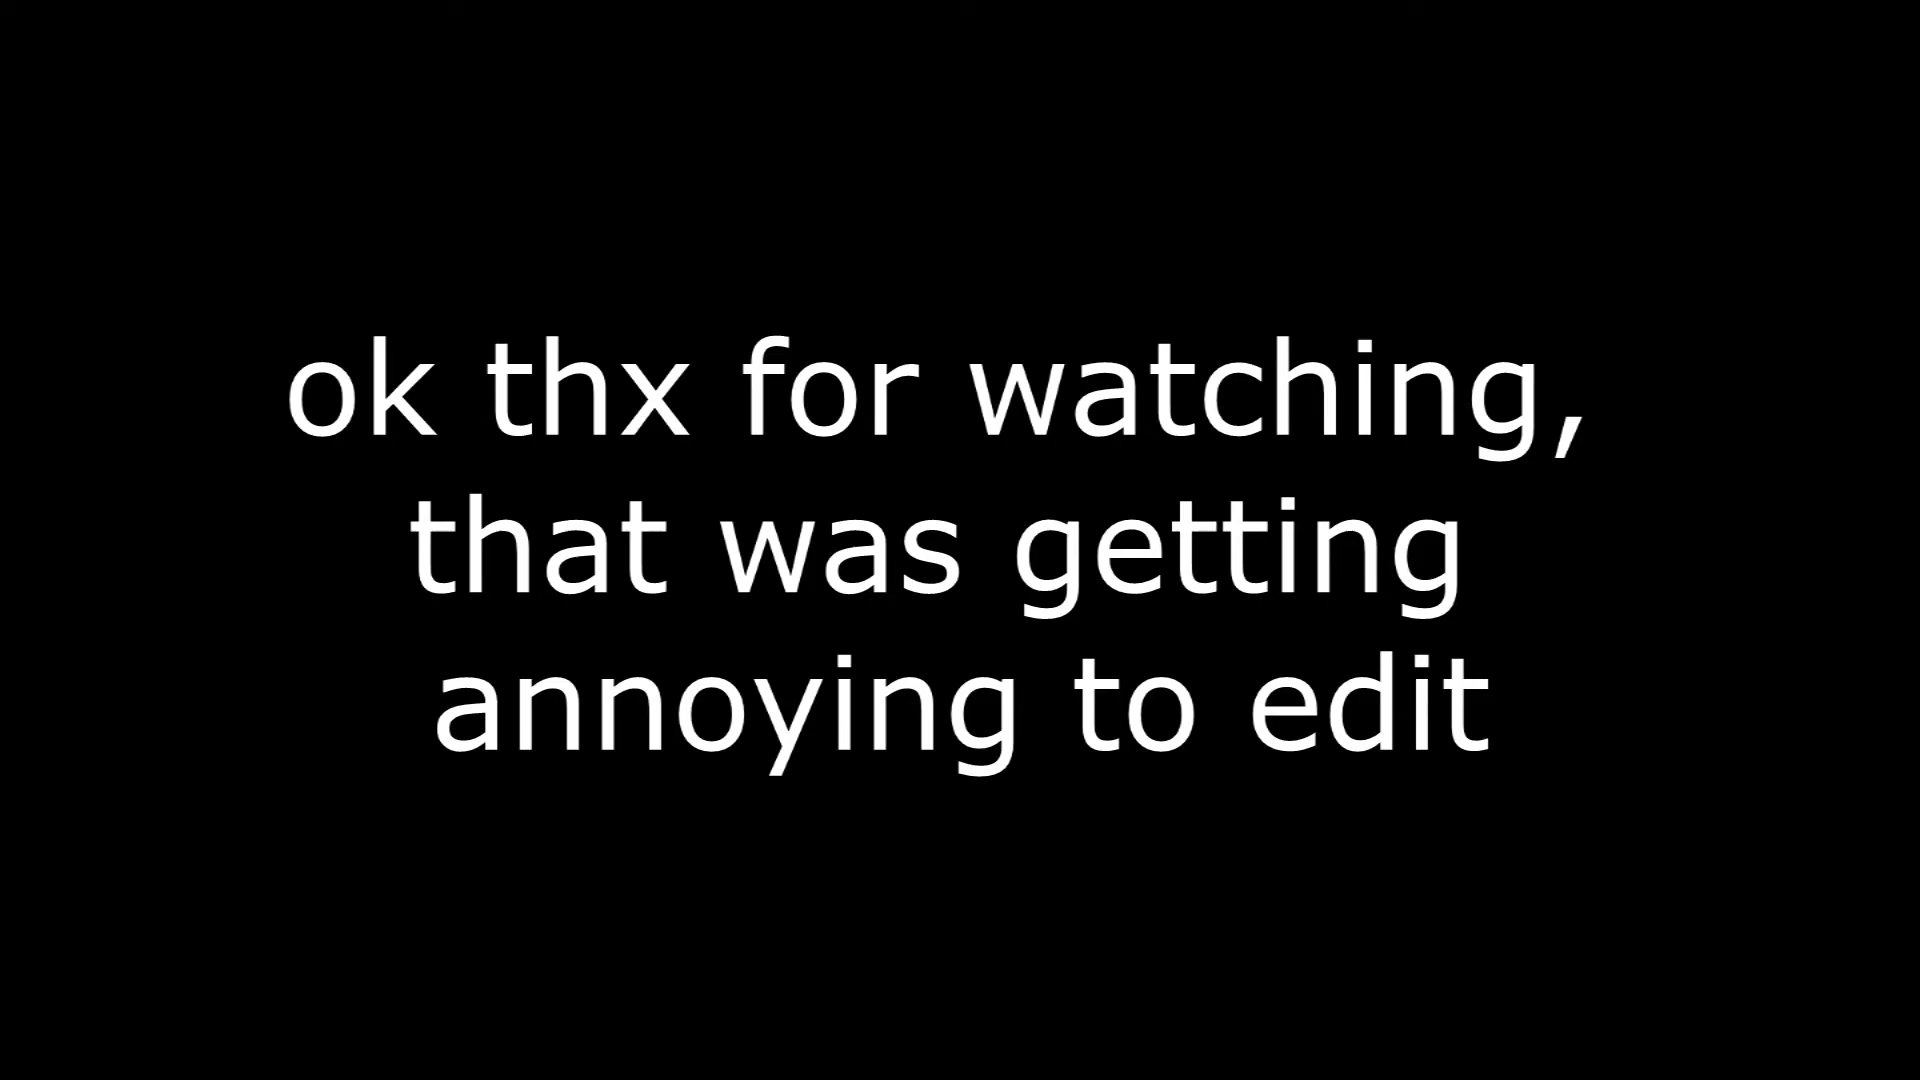 ok thx for watching,
that was getting
annoying to edit